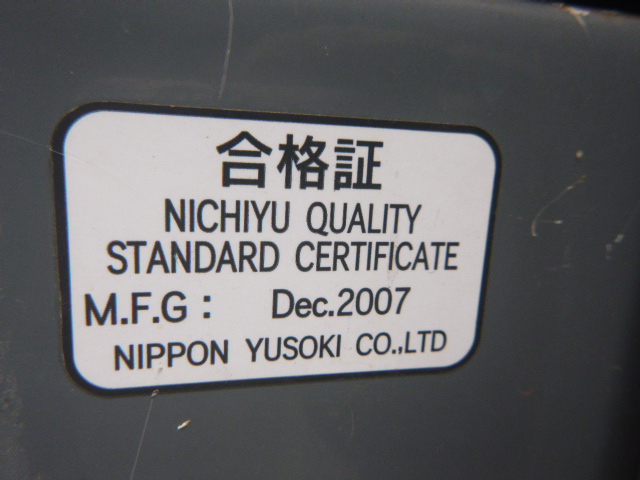 合格証
NICHIYU QUALITY
STANDARD CERTIFICATE
M.F.G : Dec.2007
NIPPON YUSOKI CO.,LTD